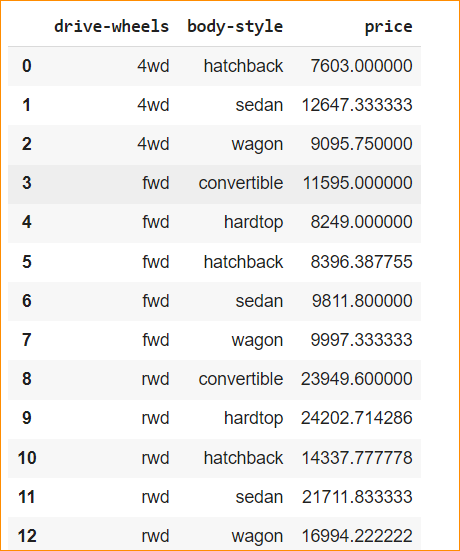 drive-wheels body-style price
0 4wd hatchback 7603.000000
1 4wd sedan 12647.333333
2 4wd wagon 9095.750000
3 fwd convertible 11595.000000
4 fwd hardtop 8249.000000
5 fwd hatchback 8396.387755
6 fwd sedan 9811.800000
7 fwd wagon 9997.333333
8 rwd convertible 23949.600000
9 rwd hardtop 24202.714286
10 rwd hatchback 14337.777778
11 rwd sedan 21711.833333
12 rwd wagon 16994.222222